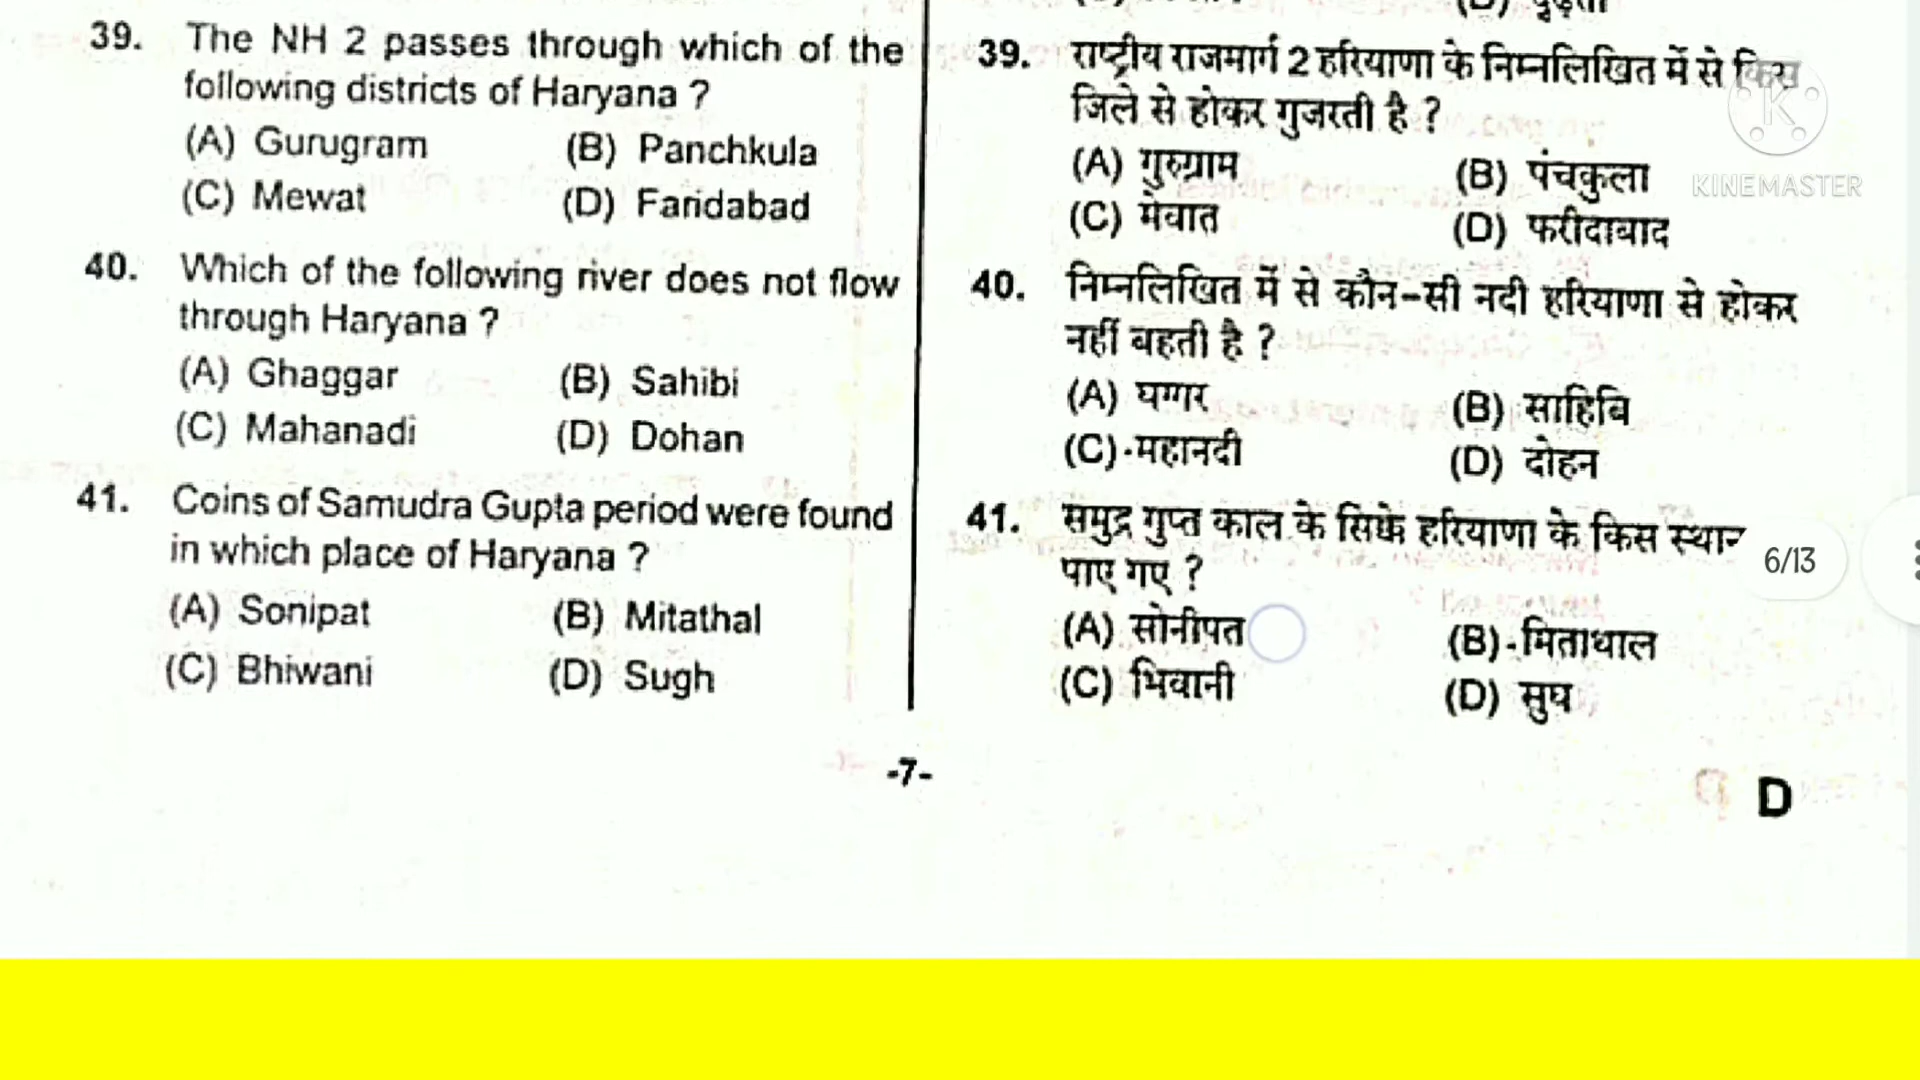 39. The NH 2 passes through which of the
following districts of Haryana ?
(A) Gurugram (B) Panchkula
(C) Mewat (D) Faridabad
40. Which of the following river does not flow
through Haryana ?
(A) Ghaggar (B) Sahibi
(C) Mahanadi (D) Dohan
41. Coins of Samudra Gupta period were found
in which place of Haryana ?
(A) Sonipat (B) Mitathal
(C) Bhiwani (D) Sugh
39. राष्ट्रीय राजमार्ग 2 हरियाणा के निम्नलिखित में से किस
जिले से होकर गुजरती है ?
(A) गुरुग्राम (B) पंचकुला
(C) मेवात (D) फरीदाबाद
40. निम्नलिखित में से कौन-सी नदी हरियाणा से होकर
नहीं बहती है ?
(A) घग्गर (B) साहिबि
(C) महानदी (D) दोहन
41. समुद्र गुप्त काल के सिक्के हरियाणा के किस स्थान
पाए गए ?
(A) सोनीपत (B) मिताथाल
(C) भिवानी (D) सुघ
-7-
D
KINEMASTER
6/13